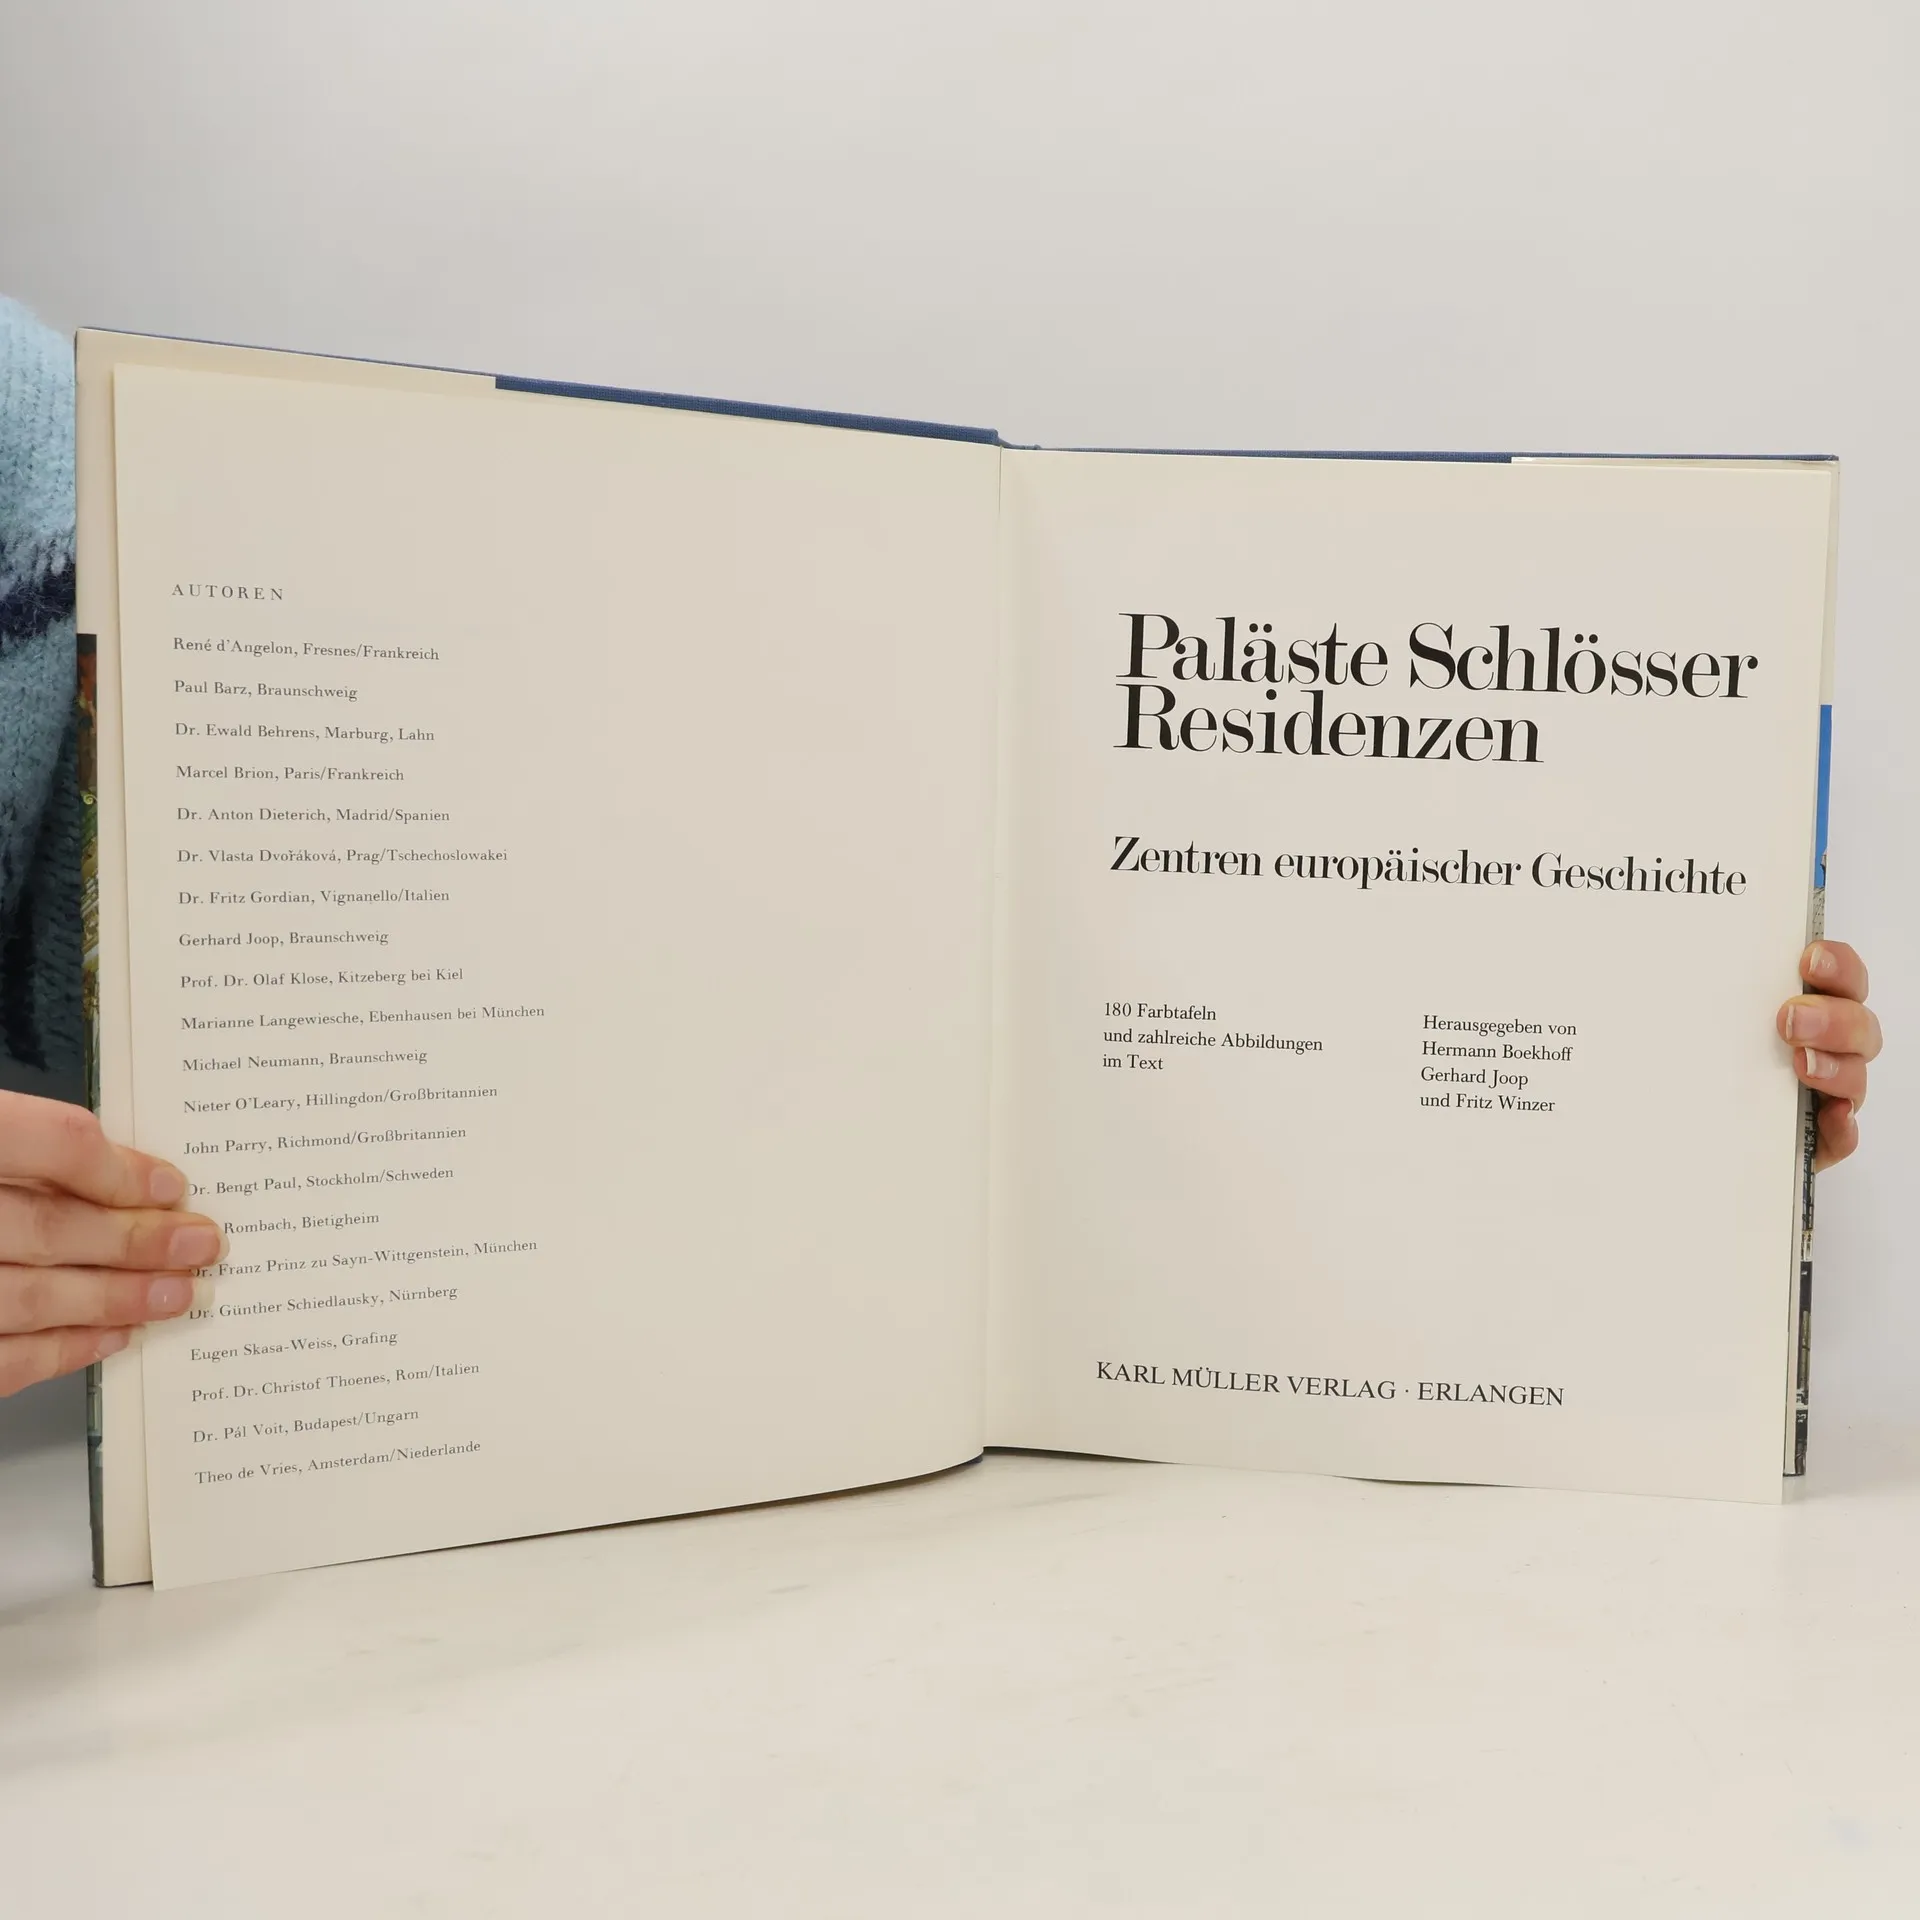 AUTOREN
René d'Angelon, Fresnes/Frankreich
Paul Barz, Braunschweig
Dr. Ewald Behrens, Marburg, Lahn
Marcel Brion, Paris/Frankreich
Dr. Anton Dieterich, Madrid/Spanien
Dr. Vlasta Dvořáková, Prag/Tschechoslowakei
Dr. Fritz Gordian, Vignanello/Italien
Gerhard Joop, Braunschweig
Prof. Dr. Olaf Klose, Kitzeberg bei Kiel
Marianne Langewiesche, Ebenhausen bei München
Michael Neumann, Braunschweig
Nieter O'Leary, Hillingdon/Großbritannien
John Parry, Richmond/Großbritannien
Dr. Bengt Paul, Stockholm/Schweden
Rombach, Bietigheim
Dr. Franz Prinz zu Sayn-Wittgenstein, München
Dr. Günther Schiedlausky, Nürnberg
Eugen Skasa-Weiss, Grafing
Prof. Dr. Christof Thoenes, Rom/Italien
Dr. Pál Voit, Budapest/Ungarn
Theo de Vries, Amsterdam/Niederlande
Paläste Schlösser
Residenzen
Zentren europäischer Geschichte
180 Farbtafeln
und zahlreiche Abbildungen
im Text
Herausgegeben von
Hermann Boekhoff
Gerhard Joop
und Fritz Winzer
KARL MÜLLER VERLAG · ERLANGEN